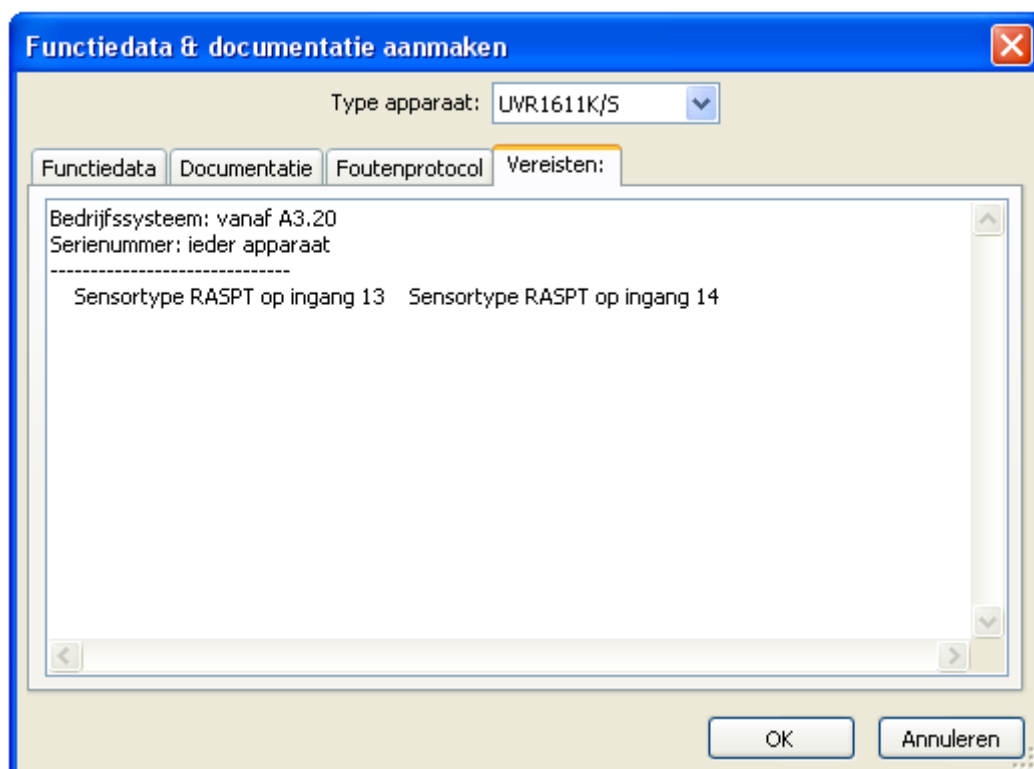 Functiedata & documentatie aanmaken
Type apparaat: UVR1611K/S
Functiedata Documentatie Foutenprotocol Vereisten:
Bedrijfssysteem: vanaf A3.20
Serienummer: ieder apparaat
------------------------------
Sensortype RASPT op ingang 13 Sensortype RASPT op ingang 14
OK Annuleren